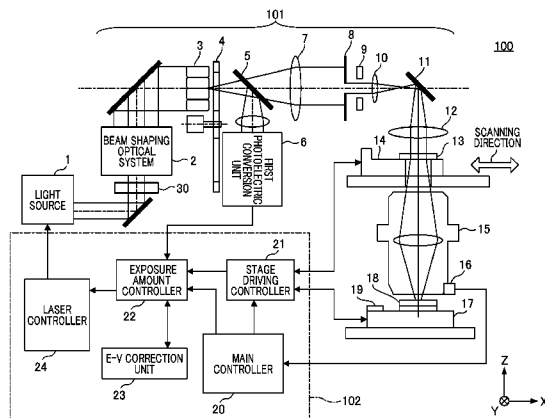 101
100
3
4
5
7
8
9
10
11
12
13
14
SCANNING
DIRECTION
BEAM SHAPING
OPTICAL
SYSTEM
2
FIRST
PHOTOELECTRIC
CONVERSION
UNIT
6
1
LIGHT
SOURCE
30
15
16
21
EXPOSURE
AMOUNT
CONTROLLER
22
STAGE
DRIVING
CONTROLLER
18
19
17
LASER
CONTROLLER
24
E-V CORRECTION
UNIT
23
MAIN
CONTROLLER
20
102
Z
Y
X